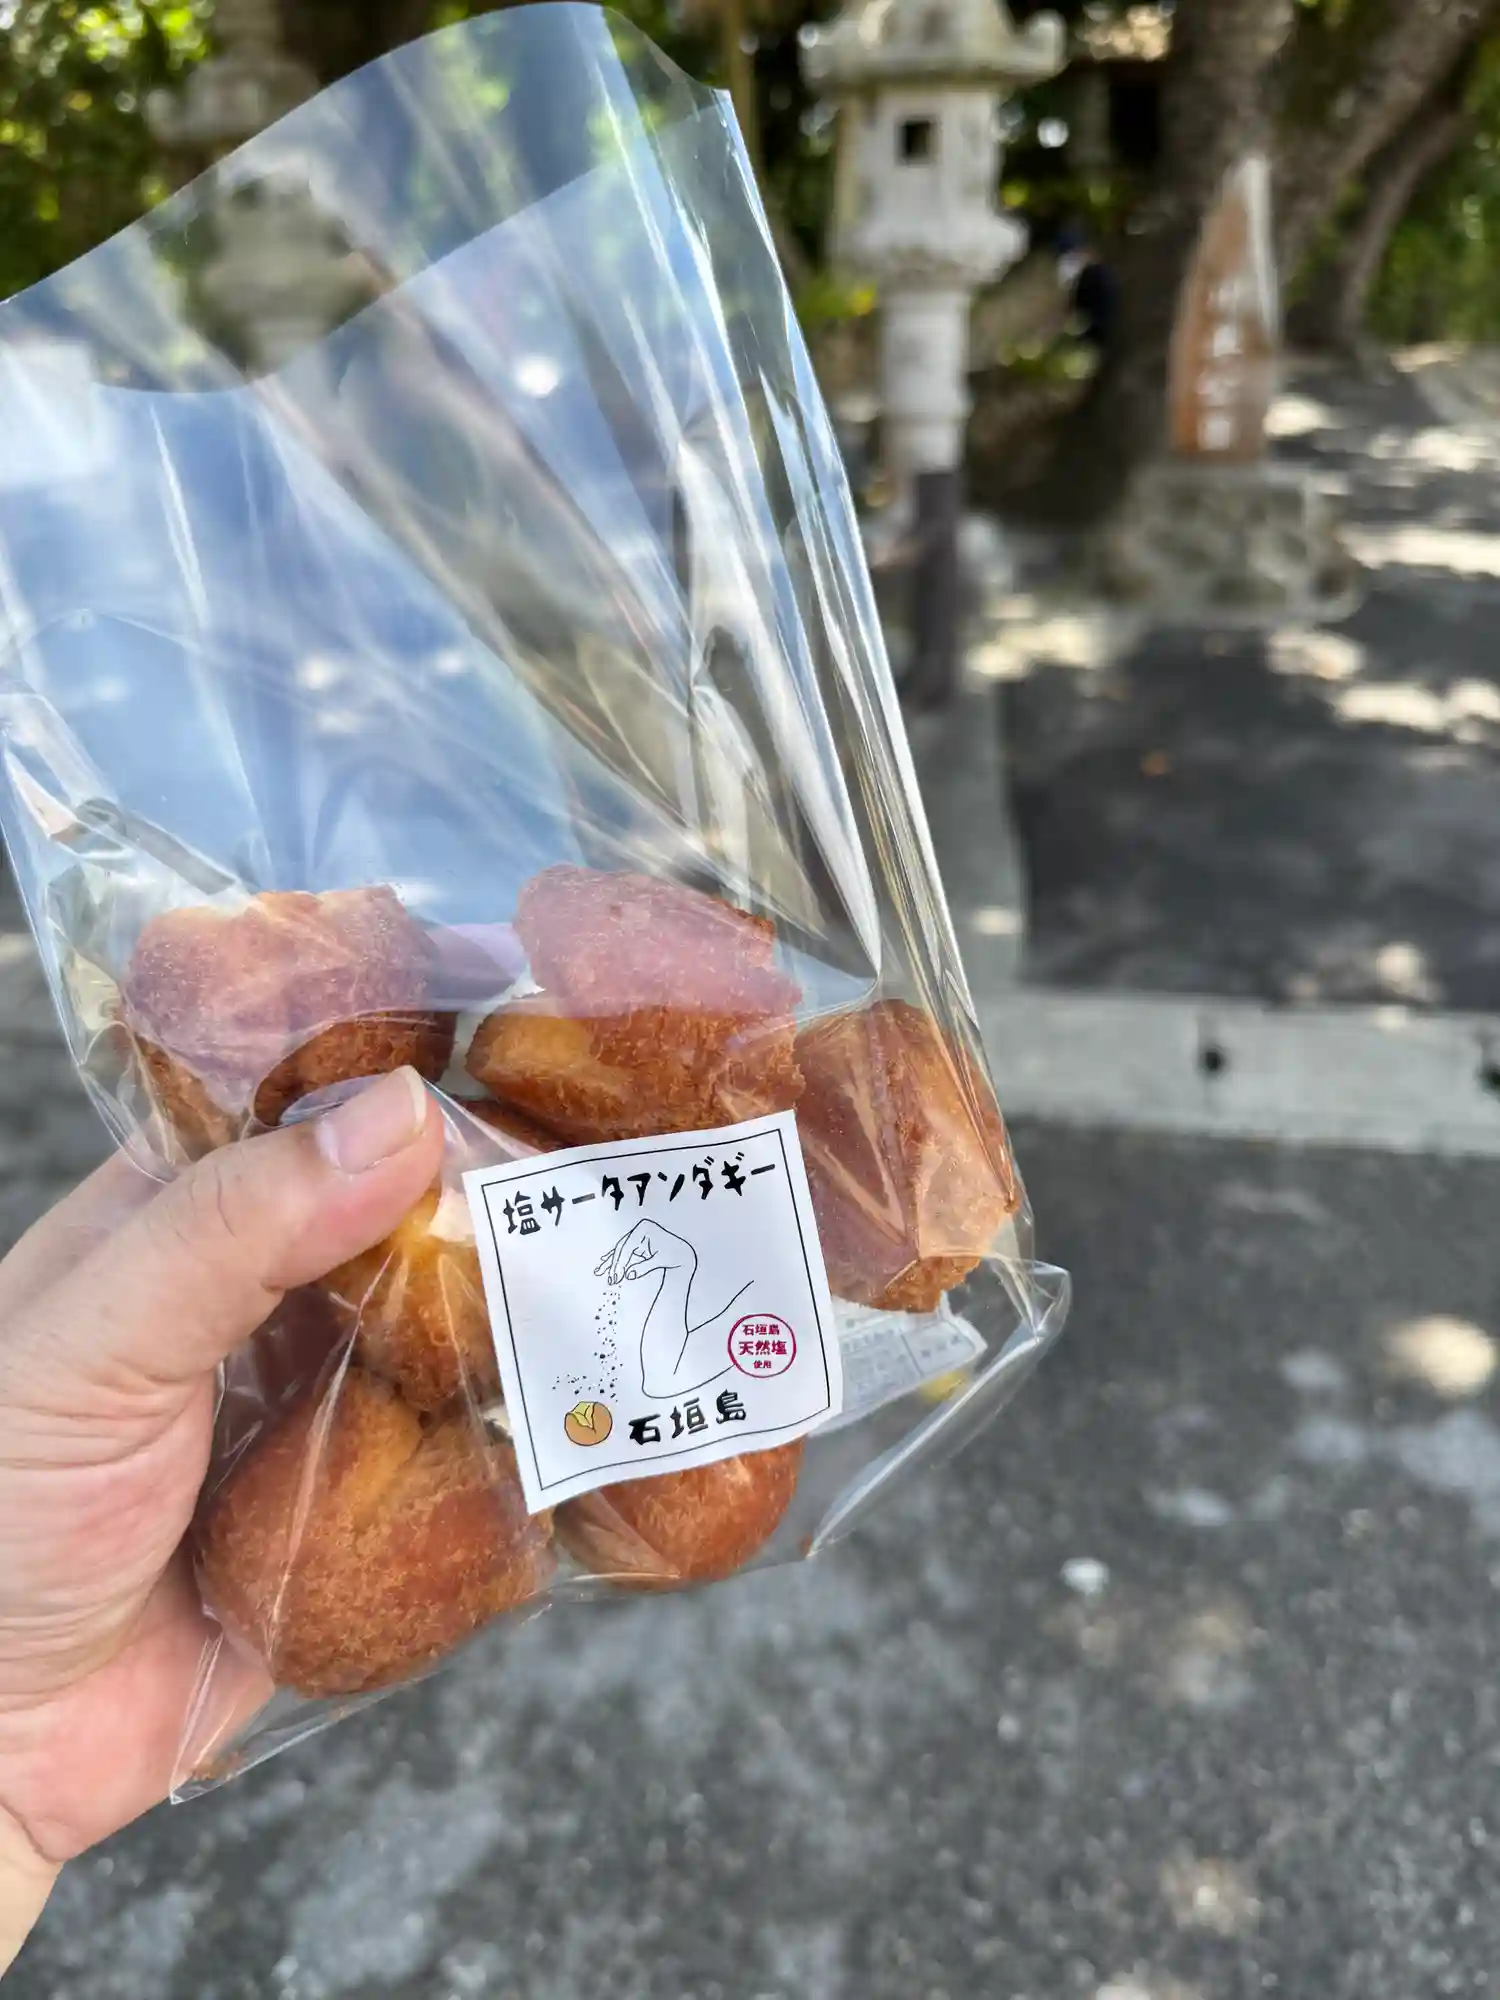 塩サータアンダギー
石垣島
天然塩
使用
石垣島